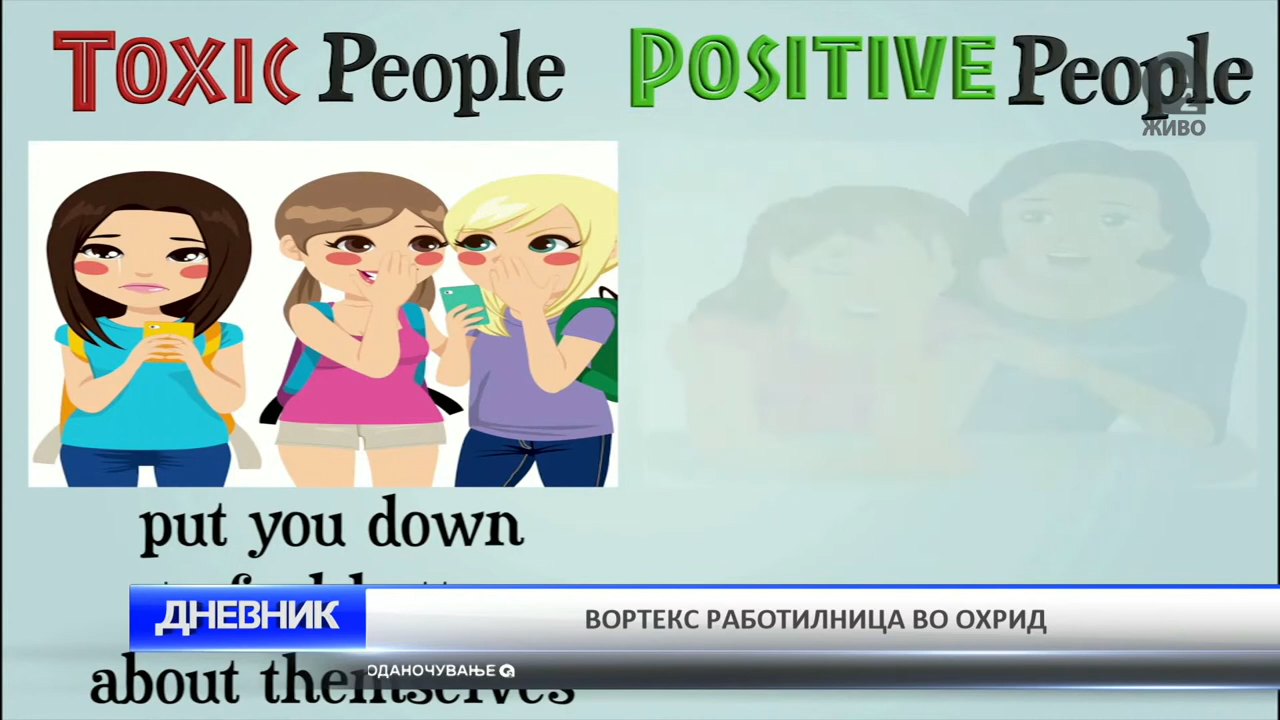 TOXIC People
POSITIVE People
ЖИВО
put you down
ДНЕВНИК
ВОРТЕКС РАБОТИЛНИЦА ВО ОХРИД
ОДАНОЧУВАЊЕ
about themselves